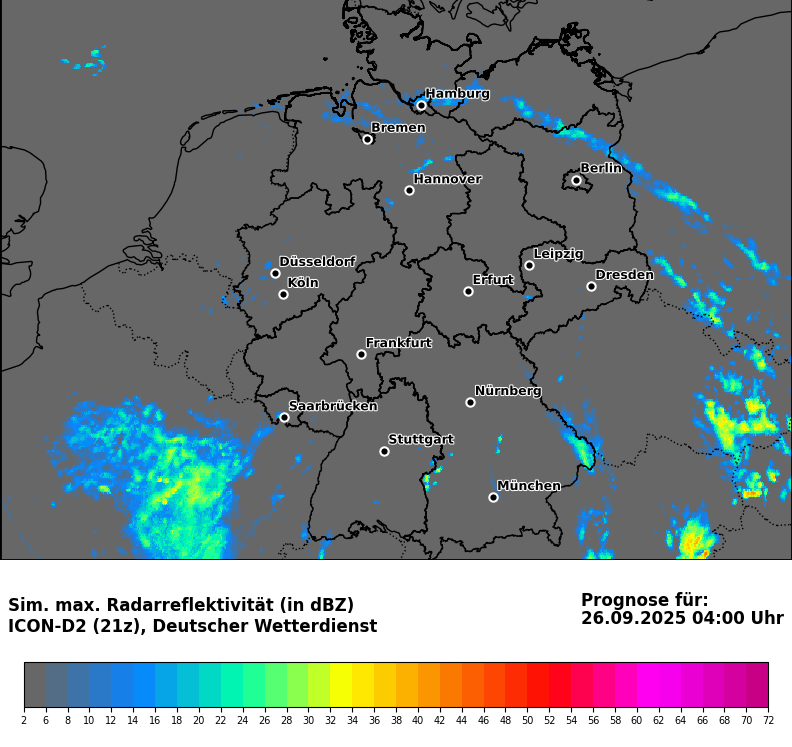 Hamburg
Bremen
Berlin
Hannover
Düsseldorf
Leipzig
Köln
Erfurt
Dresden
Frankfurt
Nürnberg
Saarbrücken
Stuttgart
München
Sim. max. Radarreflektivität (in dBZ)
ICON-D2 (21z), Deutscher Wetterdienst
Prognose für:
26.09.2025 04:00 Uhr
2 6 8 10 12 14 16 18 20 22 24 26 28 30 32 34 36 38 40 42 44 46 48 50 52 54 56 58 60 62 64 66 68 70 72